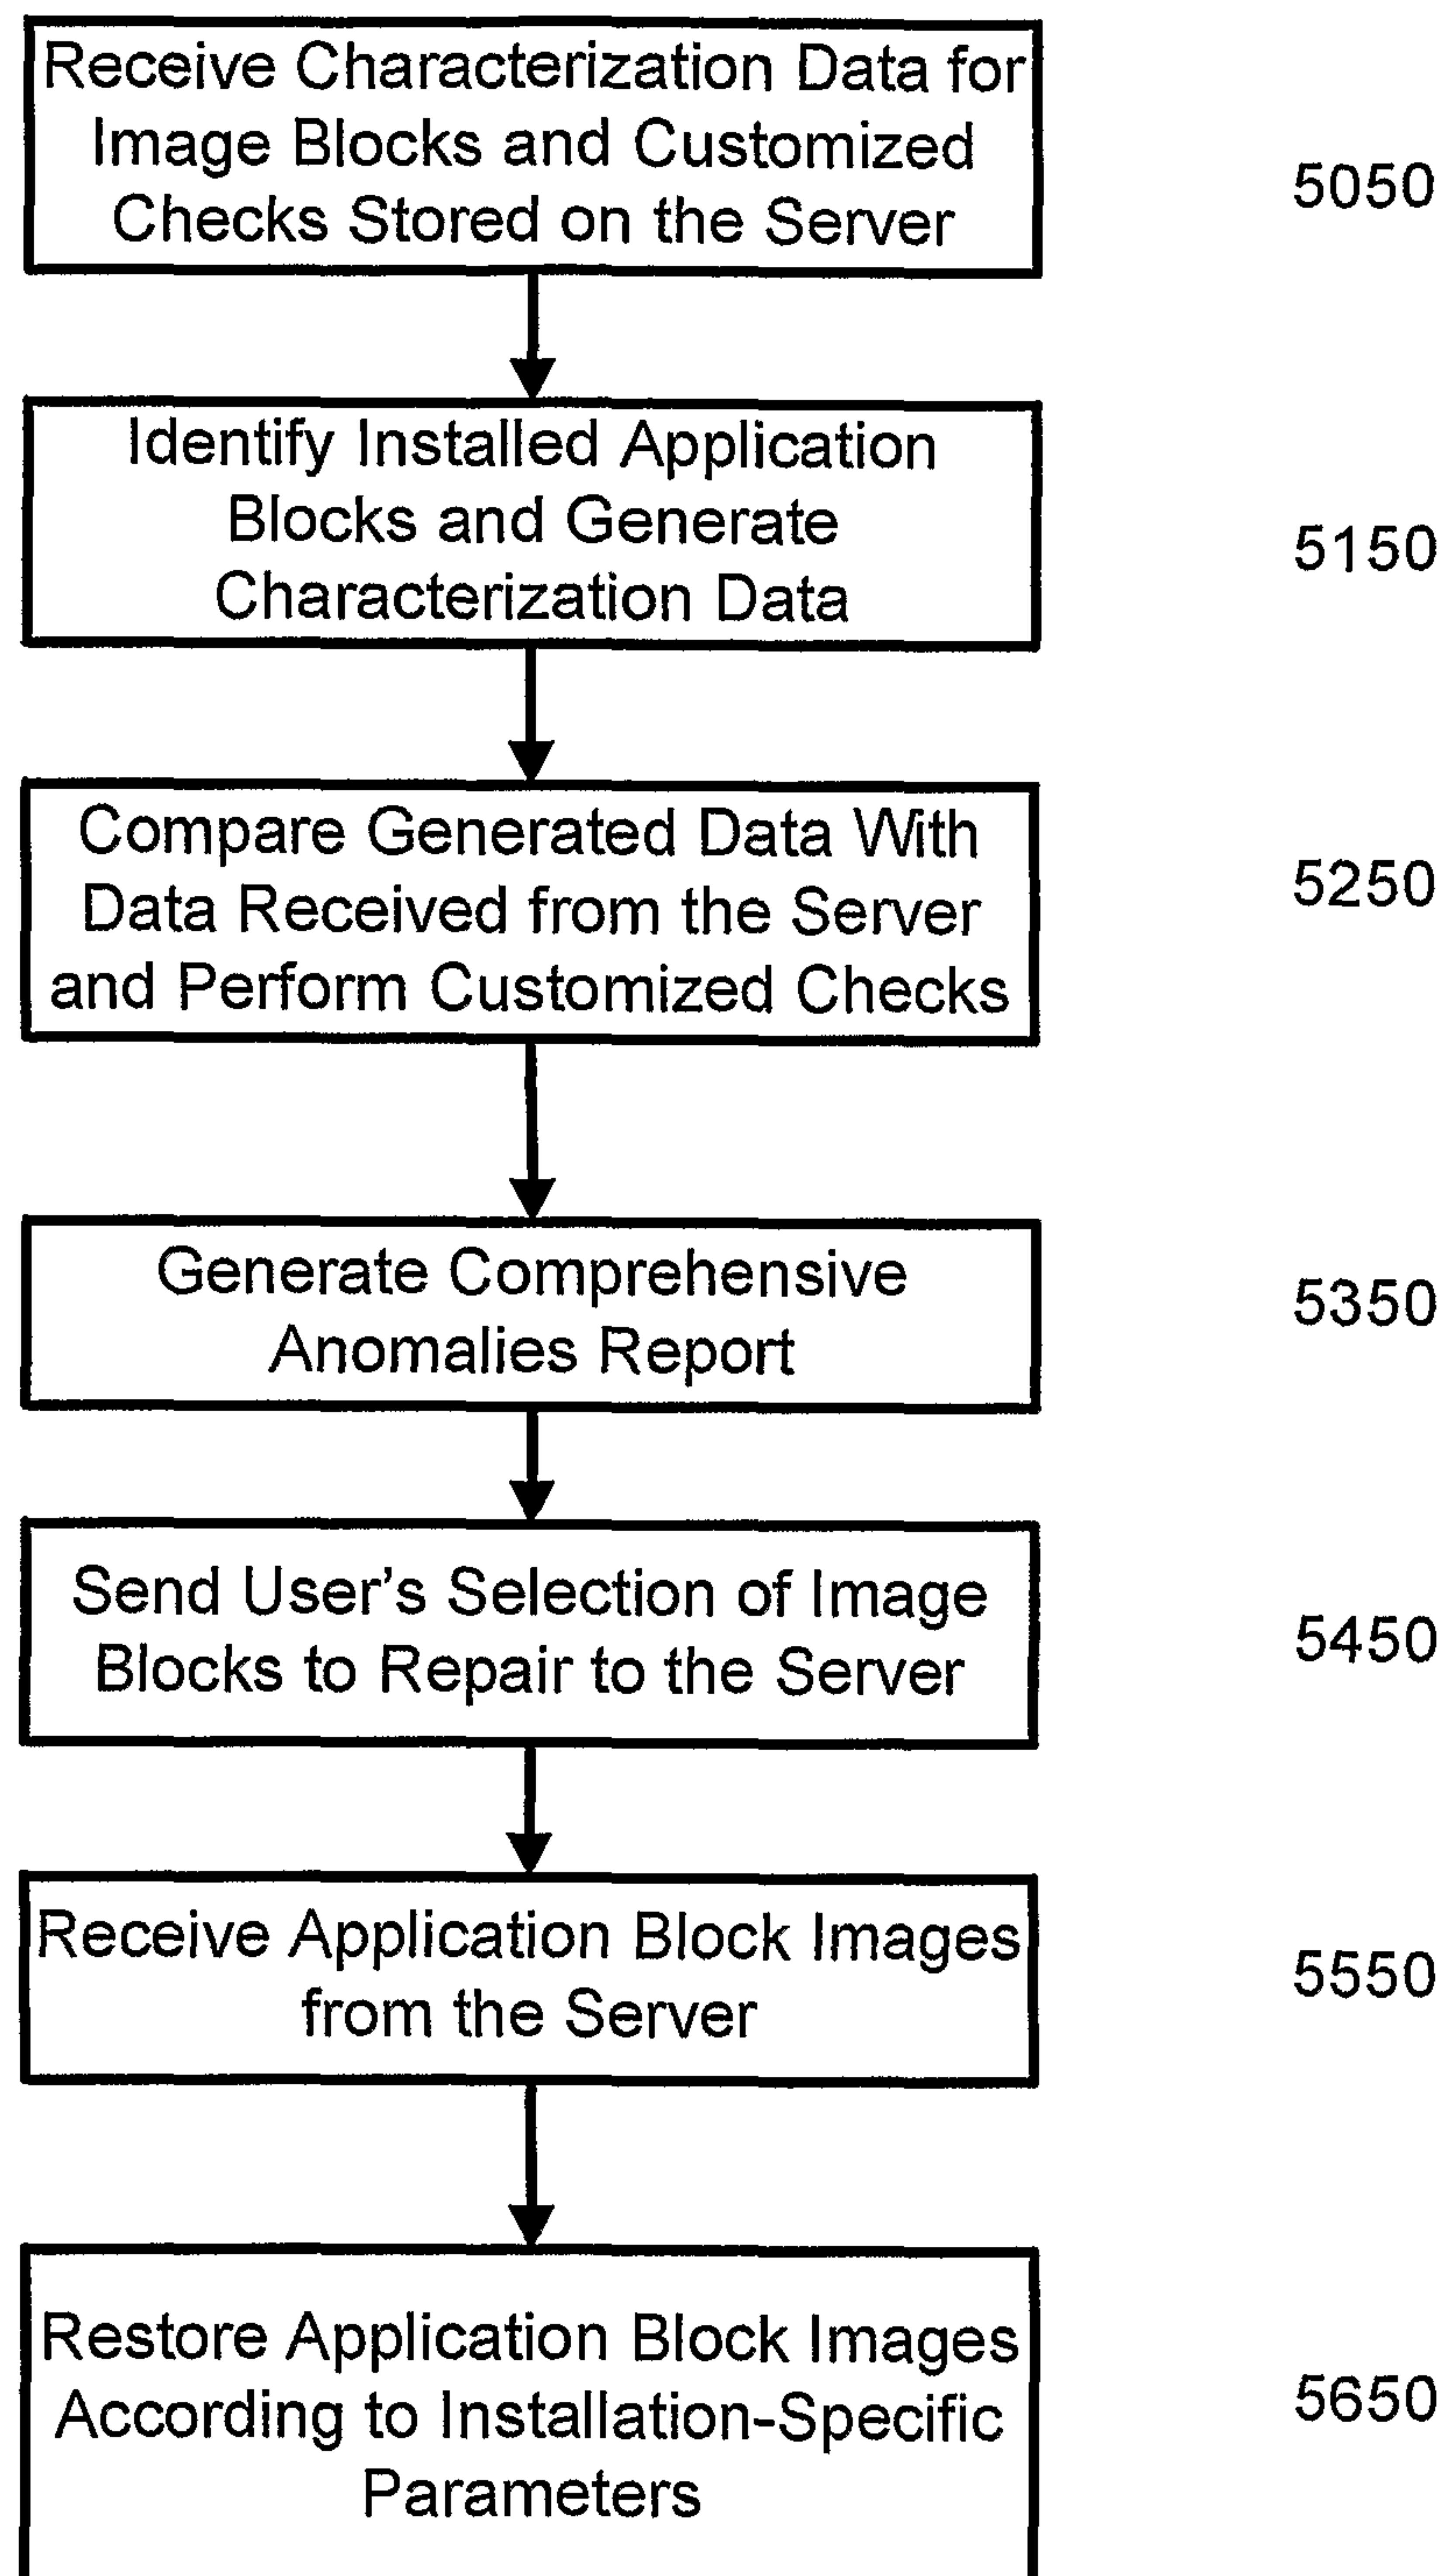 Receive Characterization Data for
Image Blocks and Customized
Checks Stored on the Server
5050
Identify Installed Application
Blocks and Generate
Characterization Data
5150
Compare Generated Data With
Data Received from the Server
and Perform Customized Checks
5250
Generate Comprehensive
Anomalies Report
5350
Send User’s Selection of Image
Blocks to Repair to the Server
5450
Receive Application Block Images
from the Server
5550
Restore Application Block Images
According to Installation-Specific
Parameters
5650